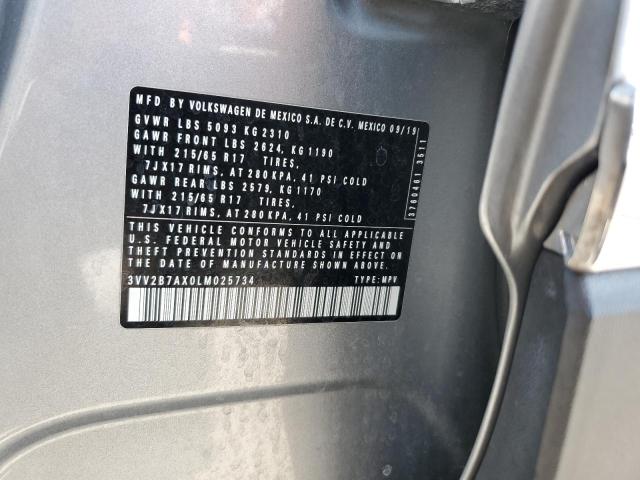 MFD BY VOLKSWAGEN DE MEXICO S.A. DE C.V. MEXICO 09/19
GVWR LBS 5093 KG 2310
GAWR FRONT LBS 2624, KG 1190
WITH 215/65 R17 TIRES,
7JX17 RIMS, AT 280 KPA, 41 PSI COLD
GAWR REAR LBS 2579, KG 1170
WITH 215/65 R17 TIRES,
7JX17 RIMS, AT 280 KPA, 41 PSI COLD
THIS VEHICLE CONFORMS TO ALL APPLICABLE
U.S. FEDERAL MOTOR VEHICLE SAFETY AND
THEFT PREVENTION STANDARDS IN EFFECT ON
THE DATE OF MANUFACTURE SHOWN ABOVE.
3VV2B7AX0LM025734 TYPE: MPV
3760461 3511